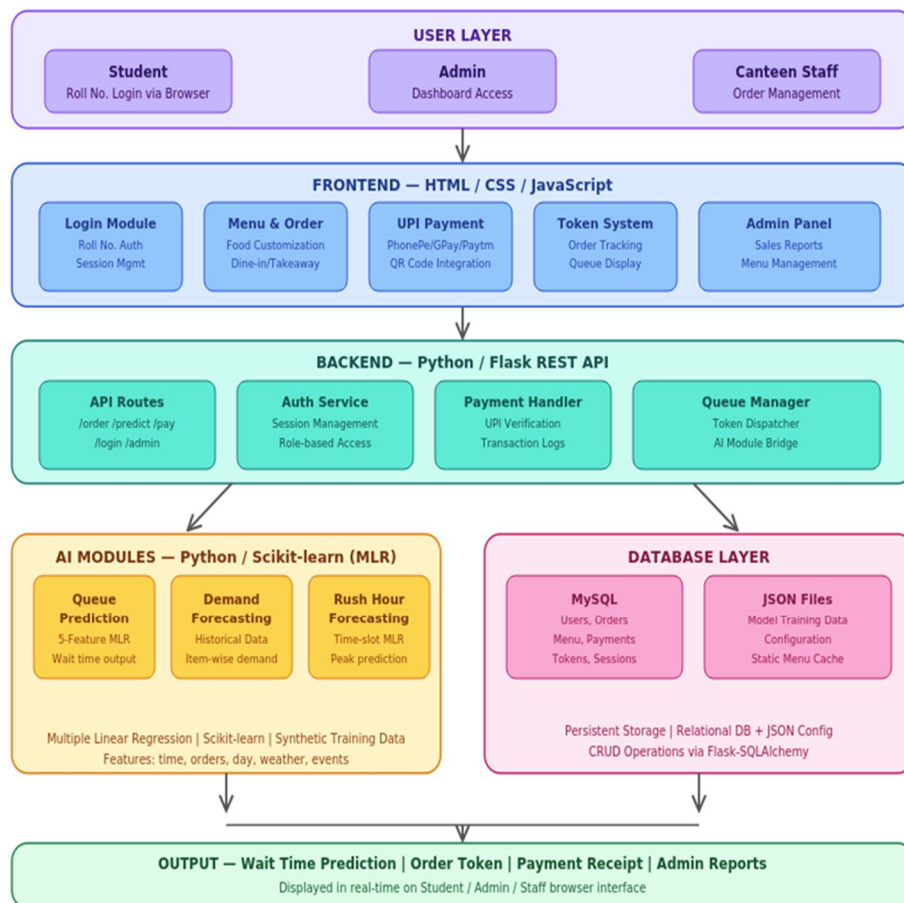 USER LAYER
Student
Roll No. Login via Browser
Admin
Dashboard Access
Canteen Staff
Order Management
FRONTEND — HTML / CSS / JavaScript
Login Module
Roll No. Auth
Session Mgmt
Menu & Order
Food Customization
Dine-in/Takeaway
UPI Payment
PhonePe/GPay/Paytm
QR Code Integration
Token System
Order Tracking
Queue Display
Admin Panel
Sales Reports
Menu Management
BACKEND — Python / Flask REST API
API Routes
/order /predict /pay
/login /admin
Auth Service
Session Management
Role-based Access
Payment Handler
UPI Verification
Transaction Logs
Queue Manager
Token Dispatcher
AI Module Bridge
AI MODULES — Python / Scikit-learn (MLR)
Queue
Prediction
5-Feature MLR
Wait time output
Demand
Forecasting
Historical Data
Item-wise demand
Rush Hour
Forecasting
Time-slot MLR
Peak prediction
Multiple Linear Regression | Scikit-learn | Synthetic Training Data
Features: time, orders, day, weather, events
DATABASE LAYER
MySQL
Users, Orders
Menu, Payments
Tokens, Sessions
JSON Files
Model Training Data
Configuration
Static Menu Cache
Persistent Storage | Relational DB + JSON Config
CRUD Operations via Flask-SQLAlchemy
OUTPUT — Wait Time Prediction | Order Token | Payment Receipt | Admin Reports
Displayed in real-time on Student / Admin / Staff browser interface